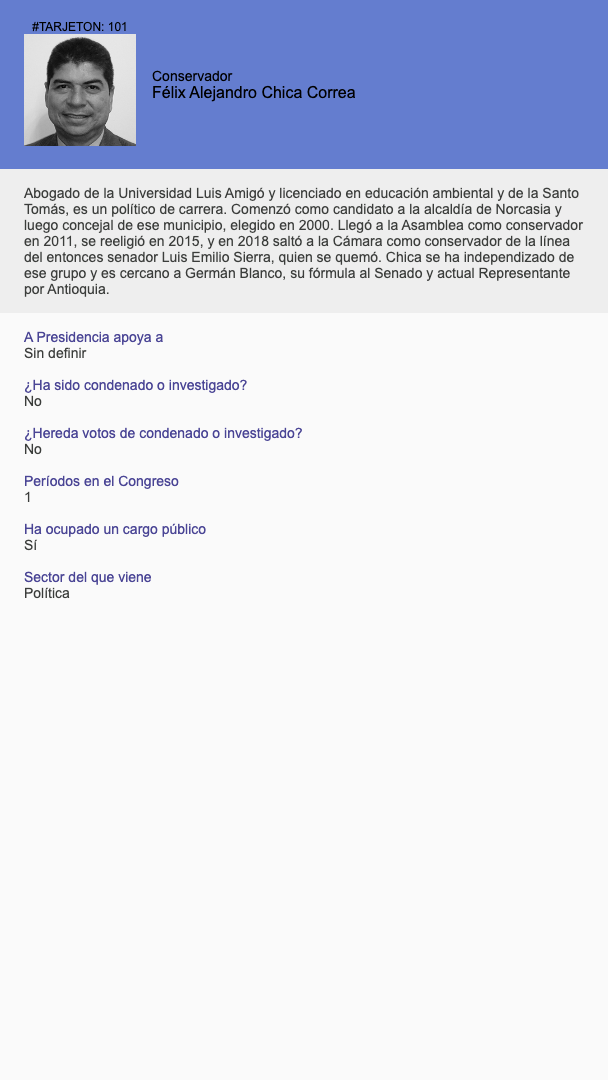 #TARJETON: 101
Conservador
Félix Alejandro Chica Correa
Abogado de la Universidad Luis Amigó y licenciado en educación ambiental y de la Santo
Tomás, es un político de carrera. Comenzó como candidato a la alcaldía de Norcasia y
luego concejal de ese municipio, elegido en 2000. Llegó a la Asamblea como conservador
en 2011, se reeligió en 2015, y en 2018 saltó a la Cámara como conservador de la línea
del entonces senador Luis Emilio Sierra, quien se quemó. Chica se ha independizado de
ese grupo y es cercano a Germán Blanco, su fórmula al Senado y actual Representante
por Antioquia.
A Presidencia apoya a
Sin definir
¿Ha sido condenado o investigado?
No
¿Hereda votos de condenado o investigado?
No
Períodos en el Congreso
1
Ha ocupado un cargo público
Sí
Sector del que viene
Política